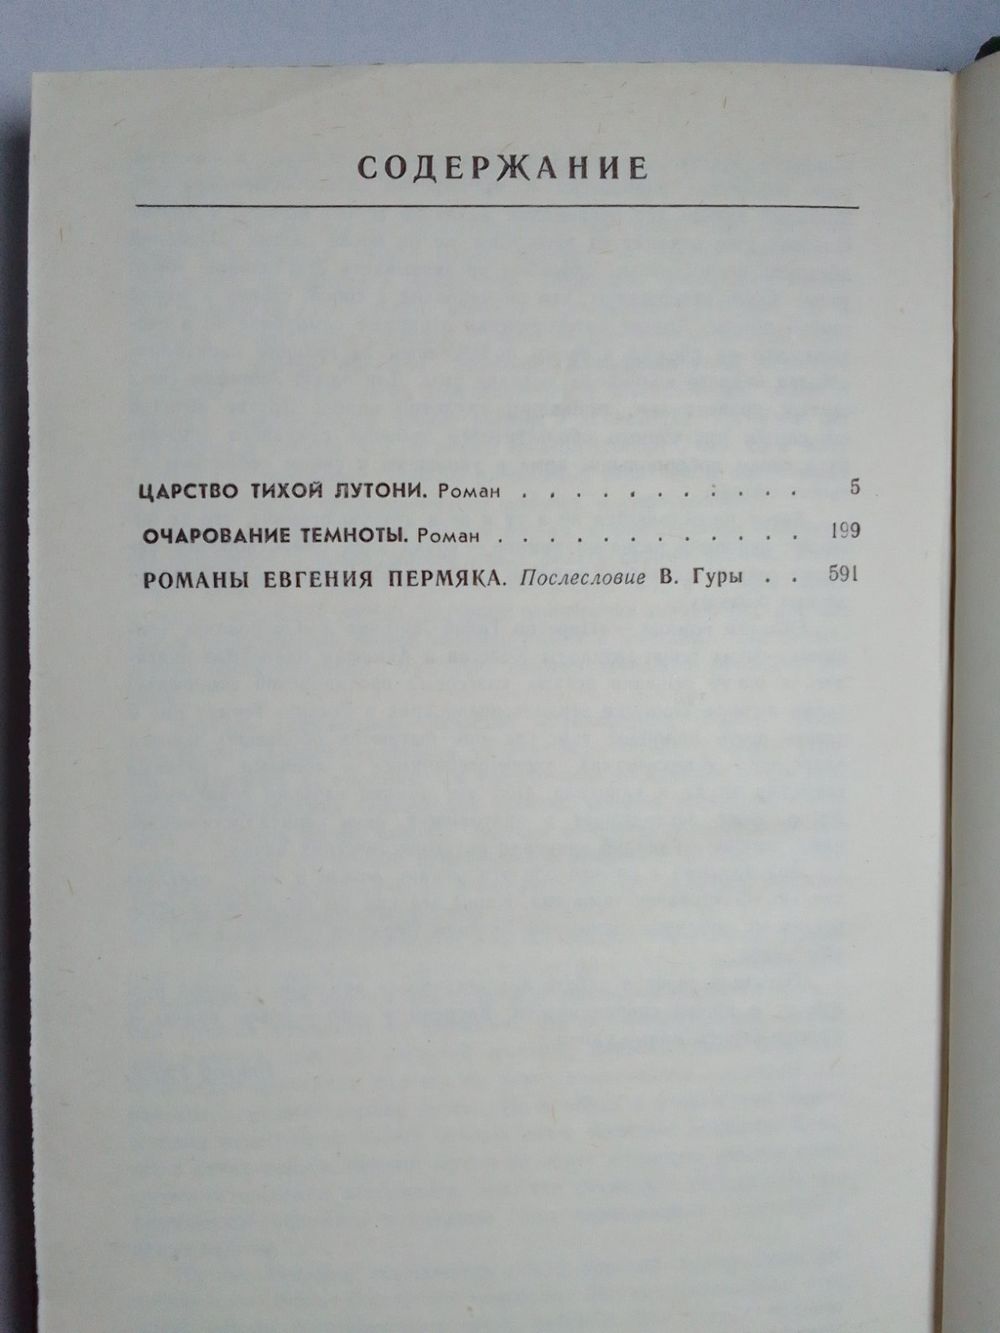 СОДЕРЖАНИЕ
ЦАРСТВО ТИХОЙ ЛУТОНИ. Роман . . . . . . . . . . . 5
ОЧАРОВАНИЕ ТЕМНОТЫ. Роман . . . . . . . . . . . . 199
РОМАНЫ ЕВГЕНИЯ ПЕРМЯКА. Послесловие В. Гуры . . 591